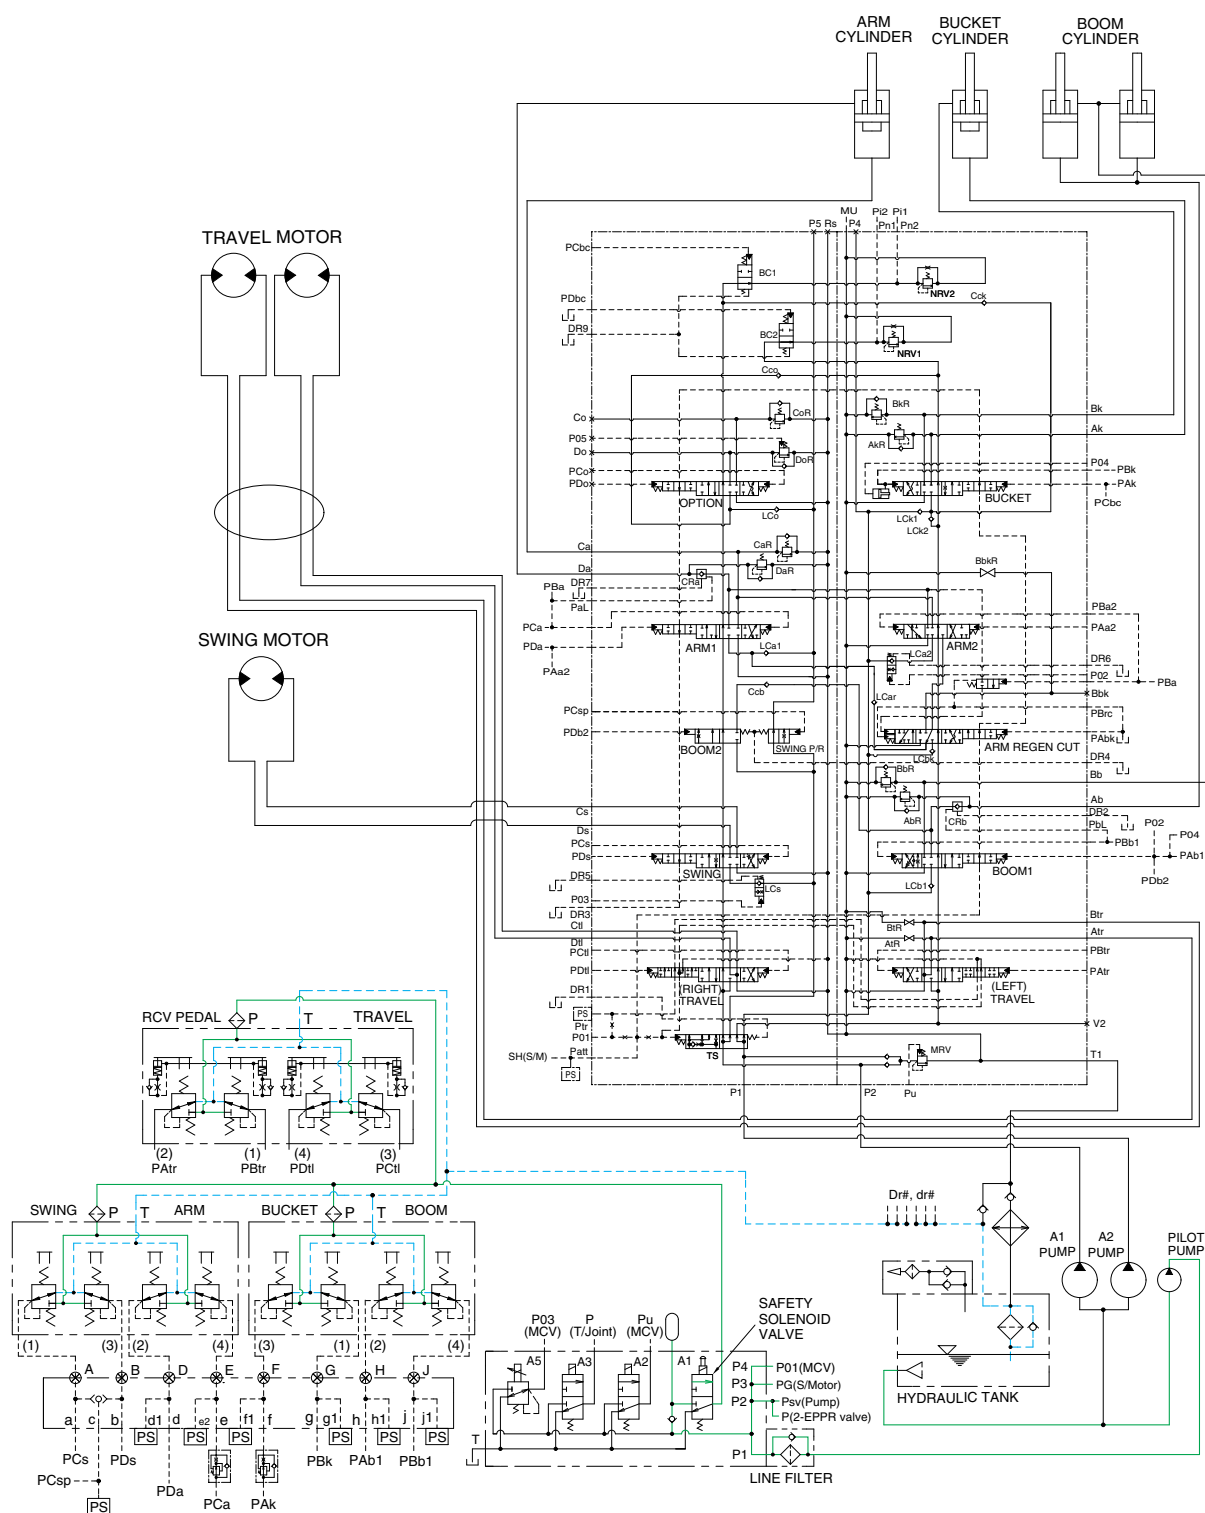 ARM
CYLINDER
BUCKET
CYLINDER
BOOM
CYLINDER
TRAVEL MOTOR
P5 Rs
MU
P4
Pi2 Pi1
Pn1 Pn2
PCbc
BC1
NRV2
Cck
PDbc
DR9
BC2
NRV1
Cco
CoR
BkR
Bk
Co
AkR
Ak
P05
Do
DoR
P04
PCo
PBk
PDo
PAk
OPTION
BUCKET
PCbc
LCo
LCk1
LCk2
Ca
CaR
Da
DaR
BbkR
CRa
DR7
PBa
PaL
PBa2
PCa
PAa2
SWING MOTOR
PDa
ARM1
LCa1
ARM2
LCa2
PAa2
DR6
P02
PBa
Ccb
LCar
Bbk
PCsp
PBrc
PDb2
PAbk
BOOM2
SWING P/R
ARM REGEN CUT
LCbk
DR4
BbR
Bb
Cs
AbR
CRb
Ab
DR2
Ds
PbL
P02
P04
PCs
PBb1
PDs
PAb1
SWING
BOOM1
PDb2
DR5
LCs
LCb1
P03
DR3
Ctl
BtR
Btr
Dtl
AtR
Atr
PCtl
PBtr
PDtl
PAtr
(RIGHT)
TRAVEL
(LEFT)
TRAVEL
DR1
PS
Ptr
P01
V2
Patt
TS
MRV
SH(S/M)
T1
PS
P1
P2
Pu
RCV PEDAL
P
T
TRAVEL
(2)
PAtr
(1)
PBtr
(4)
PDtl
(3)
PCtl
SWING
P
T
ARM
BUCKET
P
T
BOOM
Dr#, dr#
A1
PUMP
A2
PUMP
PILOT
PUMP
(1)
(3)
(2)
(4)
(3)
(1)
(2)
(4)
A
B
D
E
F
G
H
J
a
c
b
d1
d
e2
e
f1
f
g
g1
h
h1
j
j1
PS
PS
PS
PS
PS
PS
PCs
PDs
PDa
PCa
PAk
PBk
PAb1
PBb1
PCsp
PS
P03
(MCV)
P
(T/Joint)
Pu
(MCV)
SAFETY
SOLENOID
VALVE
A5
A3
A2
A1
P4
P01(MCV)
P3
PG(S/Motor)
P2
Psv(Pump)
P(2-EPPR valve)
T
P1
LINE FILTER
HYDRAULIC TANK